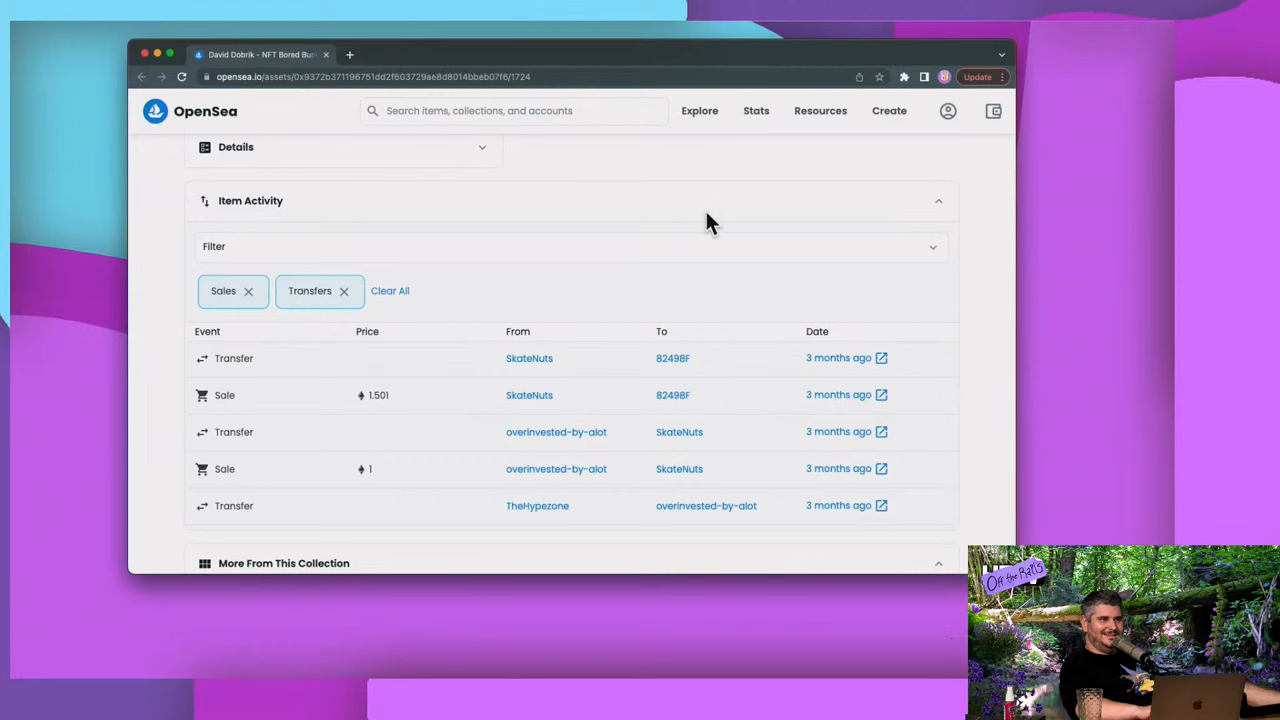 David Dobrik - NFT Bored Bun
opensea.io/assets/0x9372b371196751dd2f603729ae8d8014bbeb07f6/1724
Update
OpenSea
Search items, collections, and accounts
Explore
Stats
Resources
Create
Details
Item Activity
Filter
Sales
Transfers
Clear All
Event Price From To Date
Transfer SkateNuts 82498F 3 months ago
Sale 1.501 SkateNuts 82498F 3 months ago
Transfer overinvested-by-alot SkateNuts 3 months ago
Sale 1 overinvested-by-alot SkateNuts 3 months ago
Transfer TheHypezone overinvested-by-alot 3 months ago
More From This Collection
Off the Rails